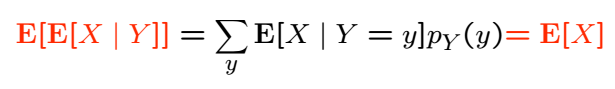 E[E[X | Y]] = ∑_y E[X | Y = y]p_Y(y) = E[X]